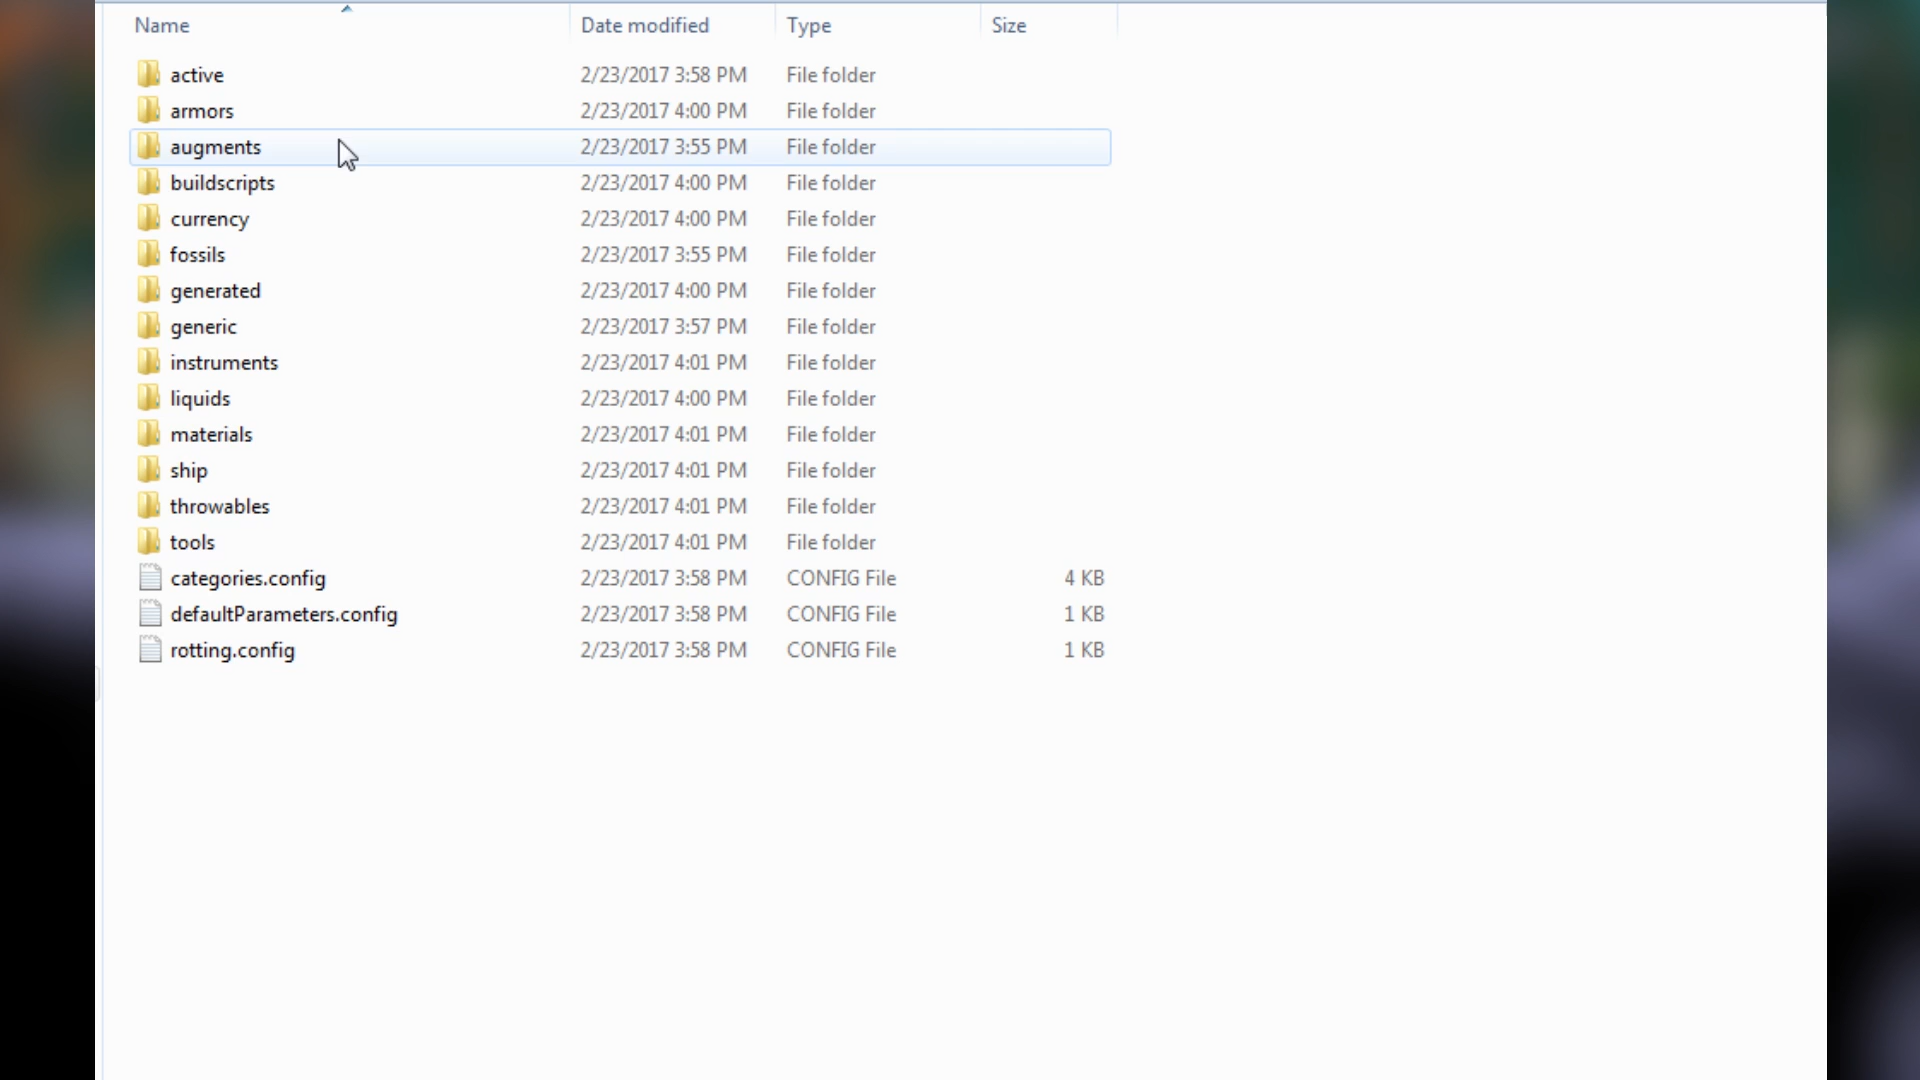 Name Date modified Type Size
active 2/23/2017 3:58 PM File folder
armors 2/23/2017 4:00 PM File folder
augments 2/23/2017 3:55 PM File folder
buildscripts 2/23/2017 4:00 PM File folder
currency 2/23/2017 4:00 PM File folder
fossils 2/23/2017 3:55 PM File folder
generated 2/23/2017 4:00 PM File folder
generic 2/23/2017 3:57 PM File folder
instruments 2/23/2017 4:01 PM File folder
liquids 2/23/2017 4:00 PM File folder
materials 2/23/2017 4:01 PM File folder
ship 2/23/2017 4:01 PM File folder
throwables 2/23/2017 4:01 PM File folder
tools 2/23/2017 4:01 PM File folder
categories.config 2/23/2017 3:58 PM CONFIG File 4 KB
defaultParameters.config 2/23/2017 3:58 PM CONFIG File 1 KB
rotting.config 2/23/2017 3:58 PM CONFIG File 1 KB